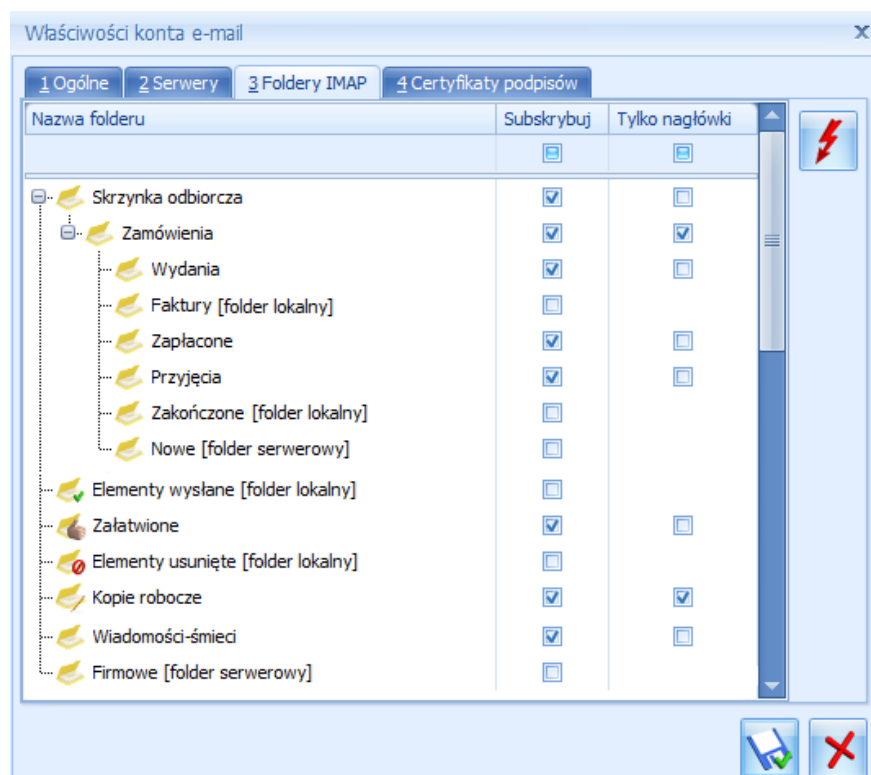 Właściwości konta e-mail
1 Ogólne 2 Serwery 3 Foldery IMAP 4 Certyfikaty podpisów
Nazwa folderu Subskrybuj Tylko nagłówki
Skrzynka odbiorcza
Zamówienia
Wydania
Faktury [folder lokalny]
Zapłacone
Przyjęcia
Zakończone [folder lokalny]
Nowe [folder serwerowy]
Elementy wysłane [folder lokalny]
Załatwione
Elementy usunięte [folder lokalny]
Kopie robocze
Wiadomości-śmieci
Firmowe [folder serwerowy]